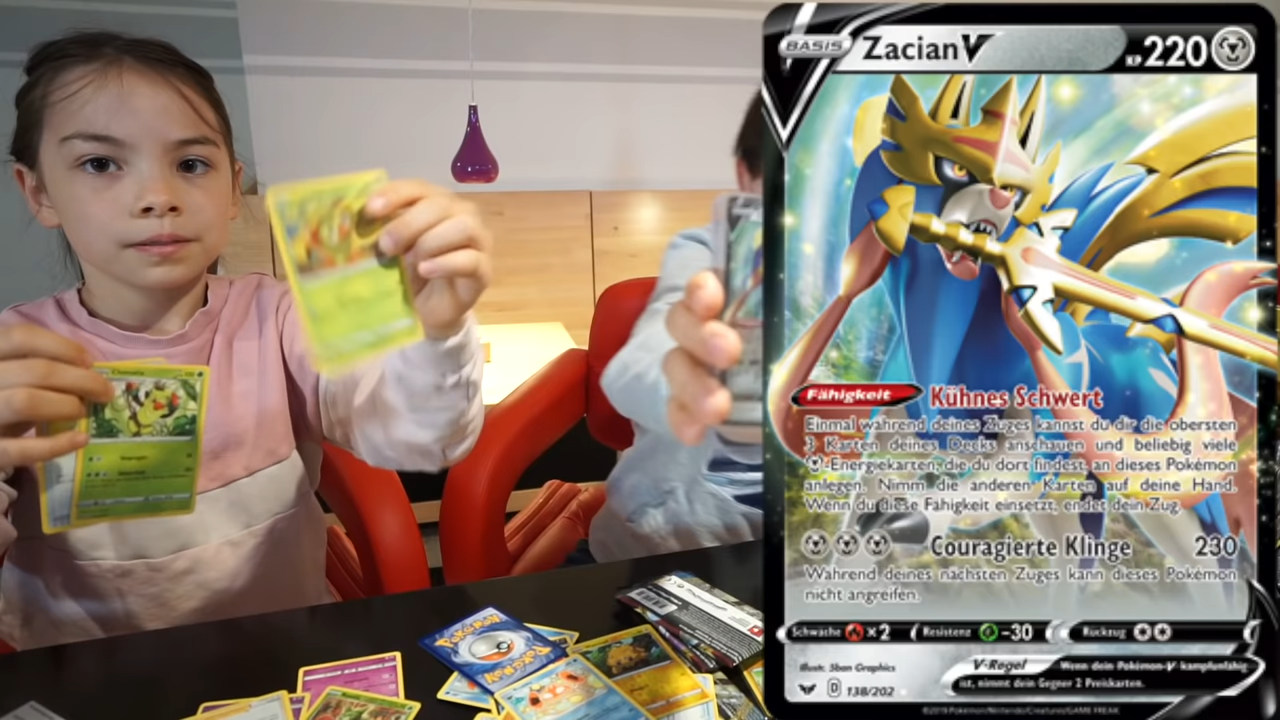 BASIS Zacian V KP 220
Fähigkeit Kühnes Schwert
Einmal während deines Zuges kannst du dir die obersten
3 Karten deines Decks anschauen und beliebig viele
-Energiekarten, die du dort findest, an dieses Pokémon
anlegen. Nimm die anderen Karten auf deine Hand.
Wenn du diese Fähigkeit einsetzt, endet dein Zug.
Couragierte Klinge 230
Während deines nächsten Zuges kann dieses Pokémon
nicht angreifen.
Schwäche ×2 Resistenz -30 Rückzug
Illustr. 5ban Graphics
V-Regel Wenn dein Pokémon-V kampfunfähig
ist, nimmt dein Gegner 2 Preiskarten.
D 138/202
©2019 Pokémon/Nintendo/Creatures/GAME FREAK
POKéMON
POKéMON